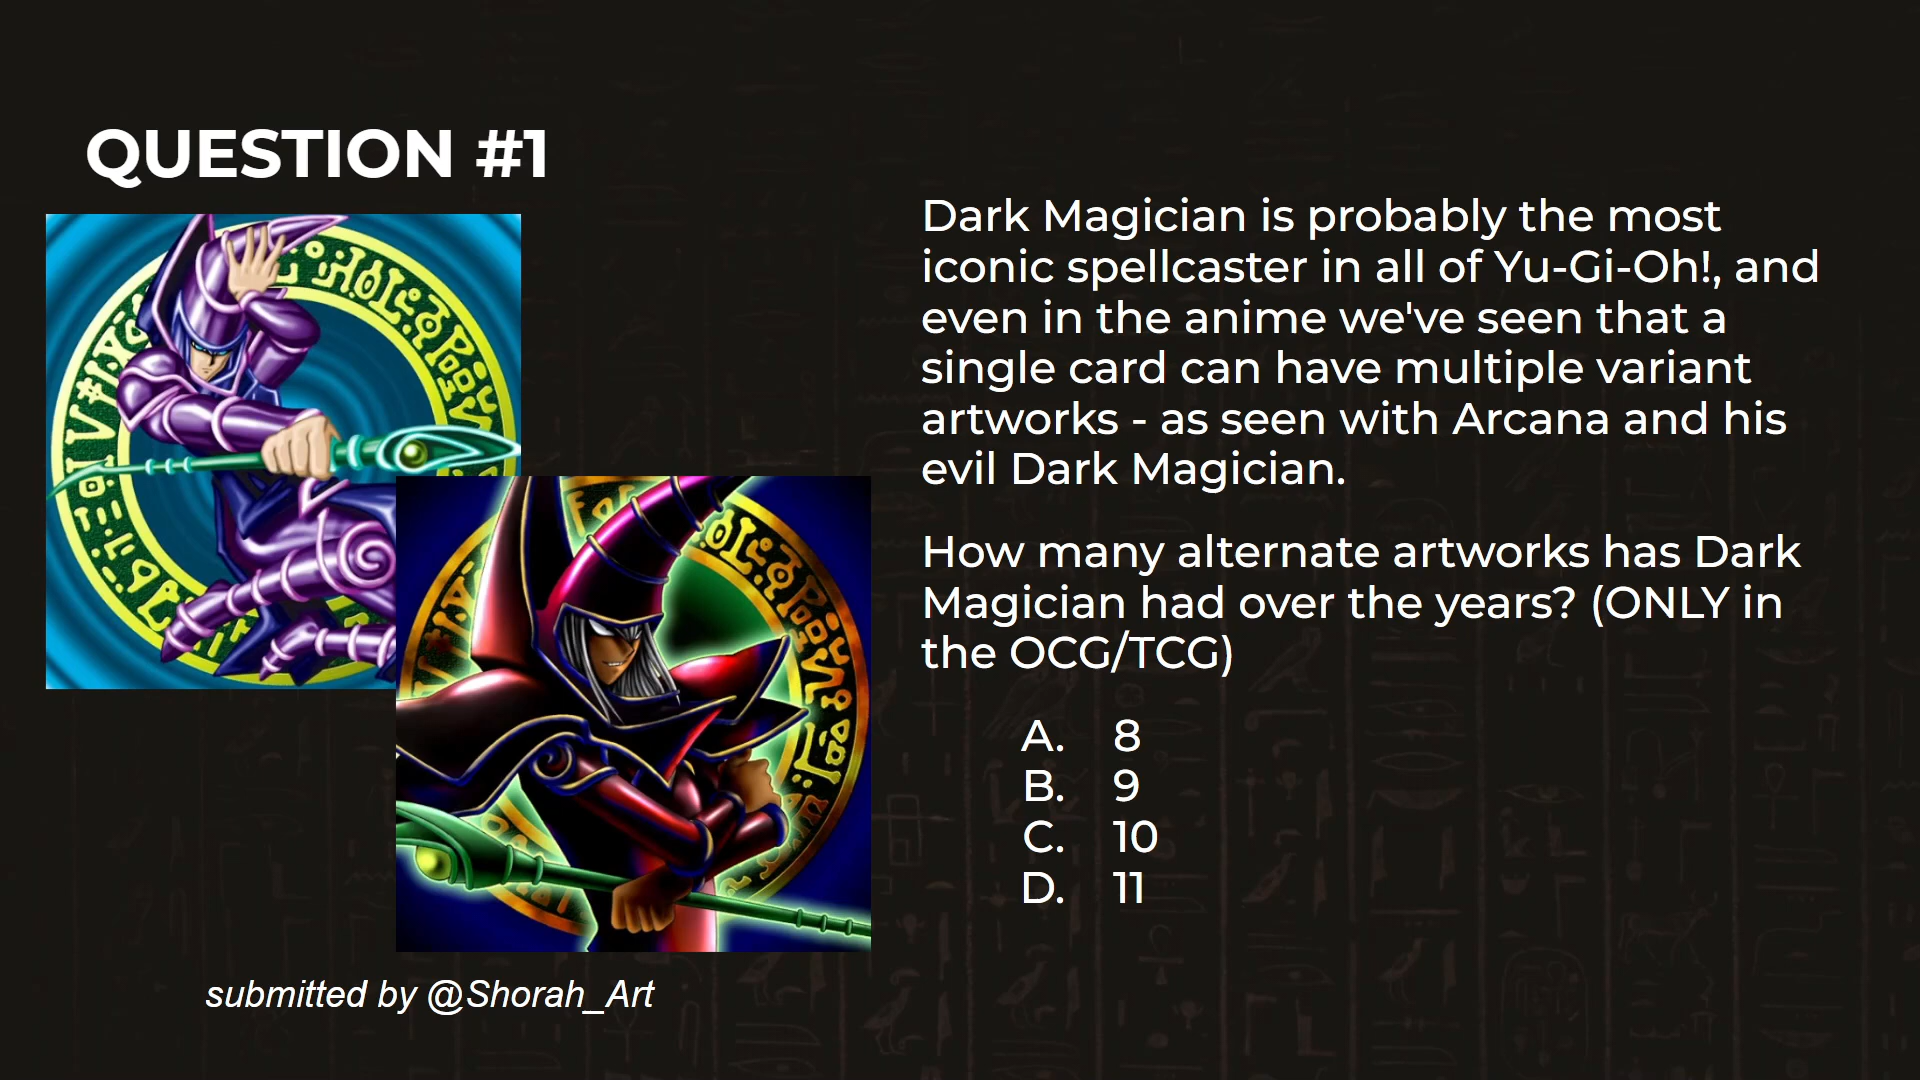 QUESTION #1
Dark Magician is probably the most
iconic spellcaster in all of Yu-Gi-Oh!, and
even in the anime we've seen that a
single card can have multiple variant
artworks - as seen with Arcana and his
evil Dark Magician.
How many alternate artworks has Dark
Magician had over the years? (ONLY in
the OCG/TCG)
A. 8
B. 9
C. 10
D. 11
submitted by @Shorah_Art